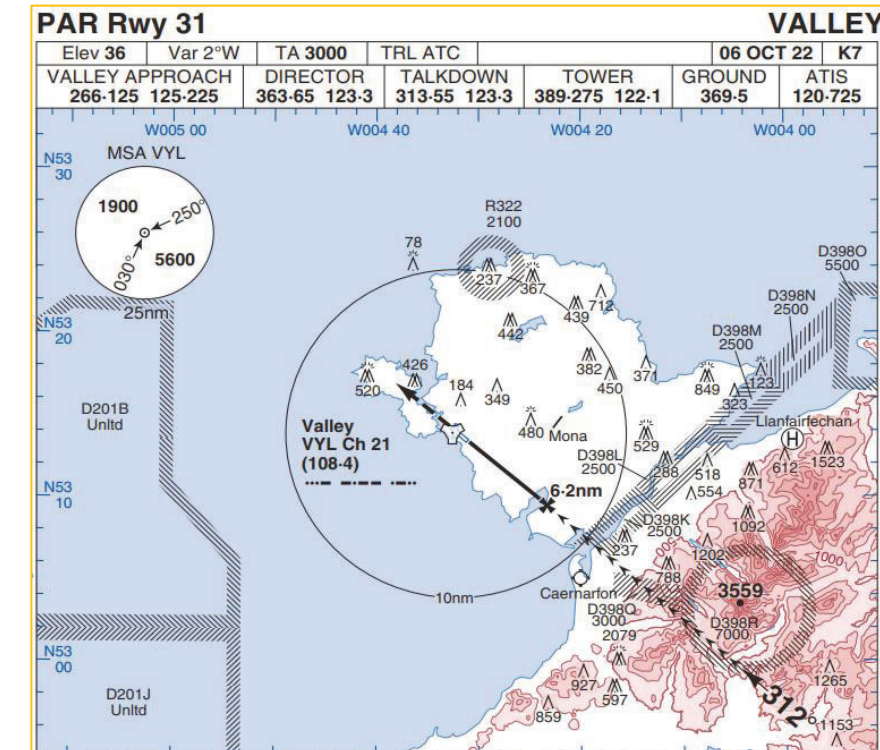 PAR Rwy 31 VALLEY
Elev 36 Var 2°W TA 3000 TRL ATC 06 OCT 22 K7
VALLEY APPROACH DIRECTOR TALKDOWN TOWER GROUND ATIS
266·125 125·225 363·65 123·3 313·55 123·3 389·275 122·1 369·5 120·725
W005 00 W004 40 W004 20 W004 00
N53
30
MSA VYL
1900
250°
030°
5600
25nm
R322
2100
78
237
367
712
439
442
D398O
5500
D398N
2500
D398M
2500
N53
20
382
450
371
849
123
323
520
426
184
349
480
Mona
529
D201B
Unltd
Valley
VYL Ch 21
(108·4)
Llanfairfechan
H
612
1523
D398L
2500
288
518
871
554
6·2nm
N53
10
D398K
2500
237
1092
1202
1000
1000
788
10nm
Caernarfon
D398Q
3000
2079
3559
D398R
7000
N53
00
927
597
859
1265
312°
1153
D201J
Unltd